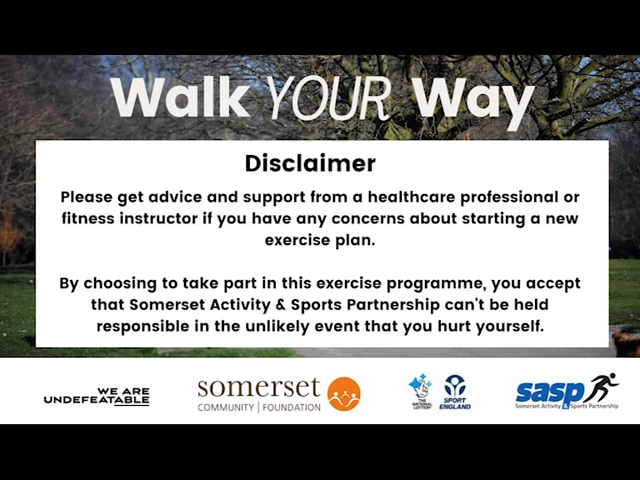 Walk YOUR Way
Disclaimer
Please get advice and support from a healthcare professional or
fitness instructor if you have any concerns about starting a new
exercise plan.
By choosing to take part in this exercise programme, you accept
that Somerset Activity & Sports Partnership can't be held
responsible in the unlikely event that you hurt yourself.
WE ARE
UNDEFEATABLE
somerset
COMMUNITY | FOUNDATION
THE
NATIONAL
LOTTERY
SPORT
ENGLAND
sasp
Somerset Activity & Sports Partnership